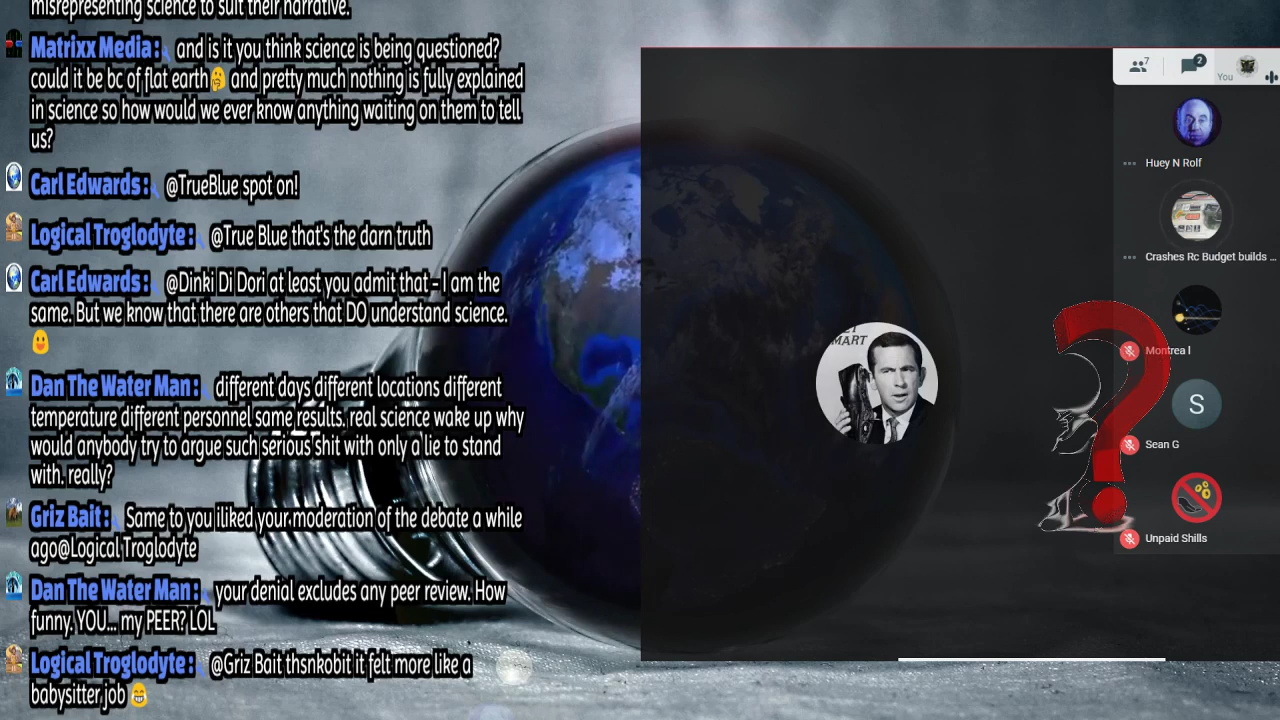 misrepresenting science to suit their narrative.
Matrixx Media : and is it you think science is being questioned?
could it be bc of flat earth🤔 and pretty much nothing is fully explained
in science so how would we ever know anything waiting on them to tell
us?
Carl Edwards : @TrueBlue spot on!
Logical Troglodyte : @True Blue that's the darn truth
Carl Edwards : @Dinki Di Dori at least you admit that - I am the
same. But we know that there are others that DO understand science.
🙂
Dan The Water Man : different days different locations different
temperature different personnel same results, real science wake up why
would anybody try to argue such serious shit with only a lie to stand
with. really?
Griz Bait : Same to you iliked your moderation of the debate a while
ago@Logical Troglodyte
Dan The Water Man : your denial excludes any peer review. How
funny. YOU... my PEER? LOL
Logical Troglodyte : @Griz Bait thsnkobit it felt more like a
babysitter job 😁
7
2
You
Huey N Rolf
Crashes Rc Budget builds ...
MART
Montrea l
S
Sean G
Unpaid Shills